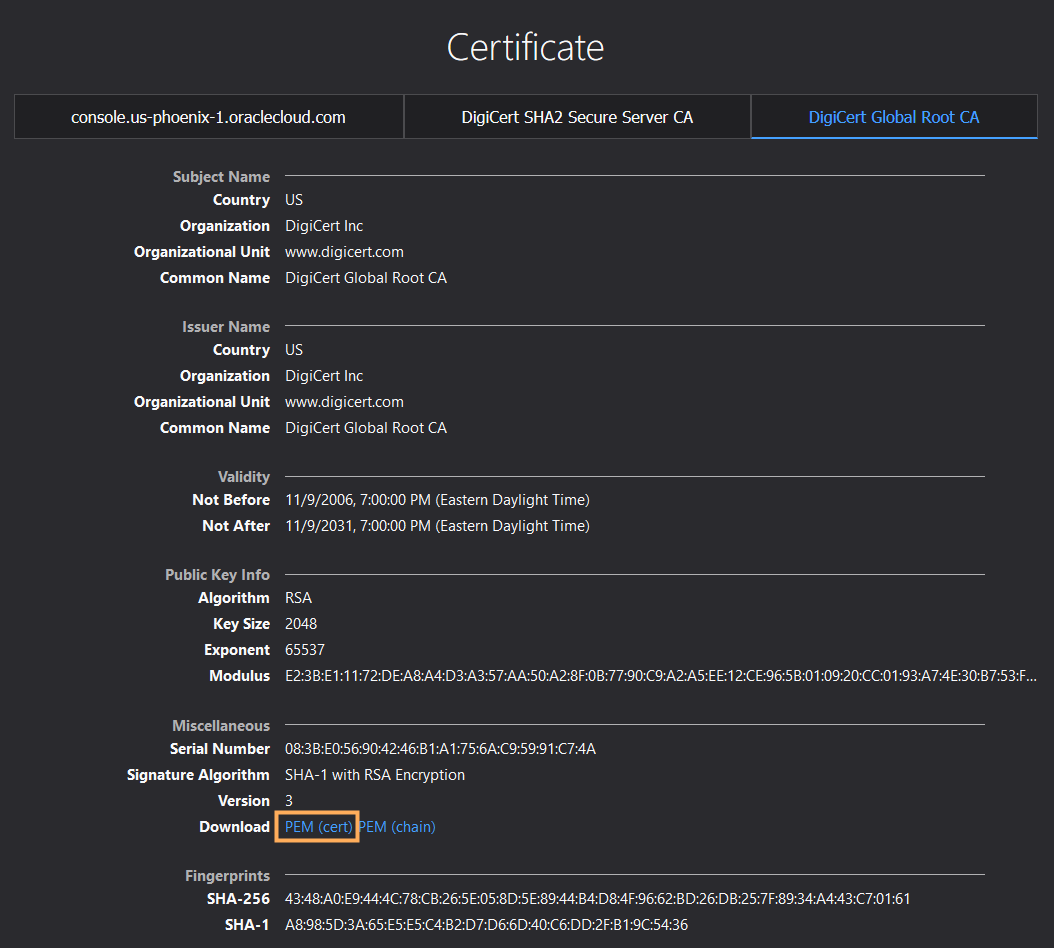 Certificate
console.us-phoenix-1.oraclecloud.com DigiCert SHA2 Secure Server CA DigiCert Global Root CA
Subject Name
Country US
Organization DigiCert Inc
Organizational Unit www.digicert.com
Common Name DigiCert Global Root CA
Issuer Name
Country US
Organization DigiCert Inc
Organizational Unit www.digicert.com
Common Name DigiCert Global Root CA
Validity
Not Before 11/9/2006, 7:00:00 PM (Eastern Daylight Time)
Not After 11/9/2031, 7:00:00 PM (Eastern Daylight Time)
Public Key Info
Algorithm RSA
Key Size 2048
Exponent 65537
Modulus E2:3B:E1:11:72:DE:A8:A4:D3:A3:57:AA:50:A2:8F:0B:77:90:C9:A2:A5:EE:12:CE:96:5B:01:09:20:CC:01:93:A7:4E:30:B7:53:F...
Miscellaneous
Serial Number 08:3B:E0:56:90:42:46:B1:A1:75:6A:C9:59:91:C7:4A
Signature Algorithm SHA-1 with RSA Encryption
Version 3
Download PEM (cert) PEM (chain)
Fingerprints
SHA-256 43:48:A0:E9:44:4C:78:CB:26:5E:05:8D:5E:89:44:B4:D8:4F:96:62:BD:26:DB:25:7F:89:34:A4:43:C7:01:61
SHA-1 A8:98:5D:3A:65:E5:E5:C4:B2:D7:D6:6D:40:C6:DD:2F:B1:9C:54:36